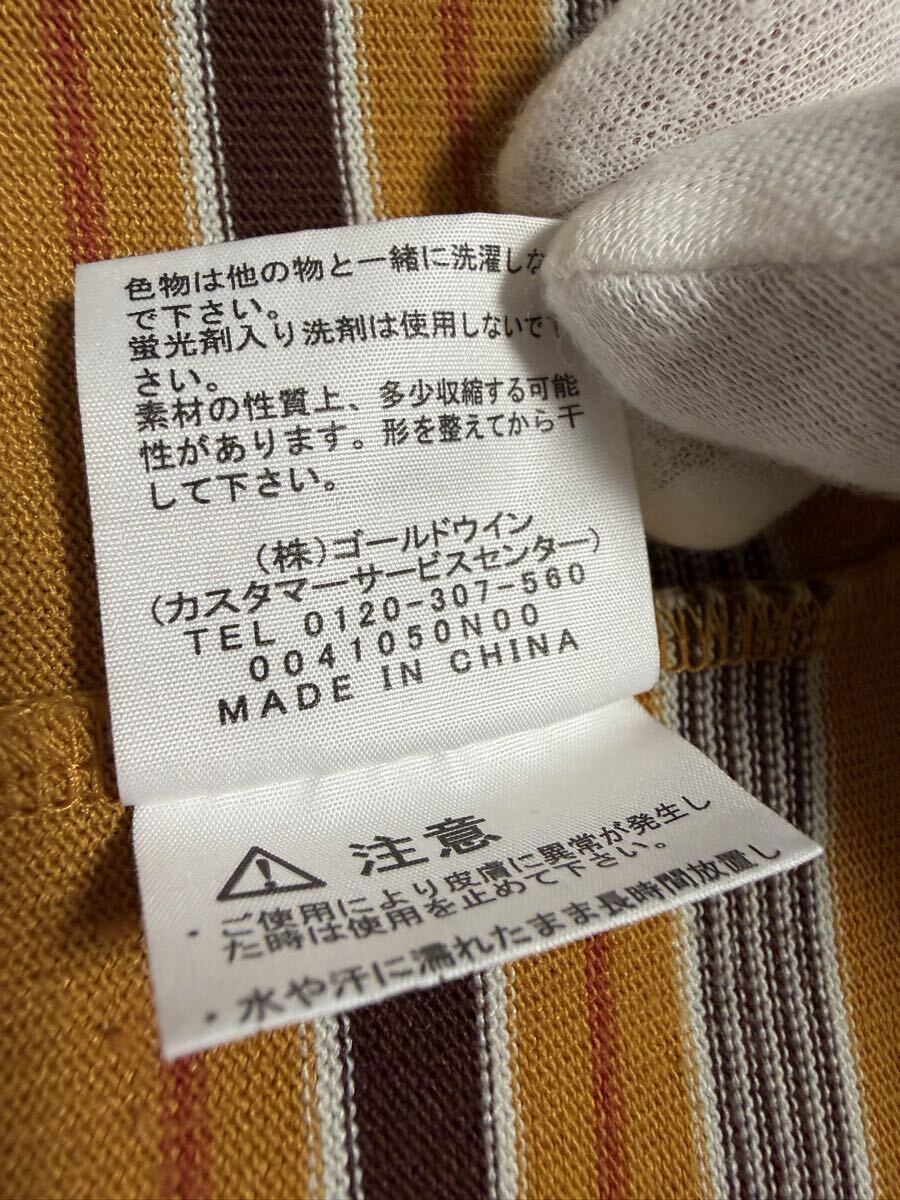 色物は他の物と一緒に洗濯しな
で下さい。
蛍光剤入り洗剤は使用しないで
さい。
素材の性質上、多少収縮する可能
性があります。形を整えてから干
して下さい。
(株)ゴールドウイン
(カスタマーサービスセンター)
TEL 0120-307-560
0041050N00
MADE IN CHINA
注意
・ご使用により皮膚に異常が発生し
た時は使用を止めて下さい。
・水や汗に濡れたまま長時間放置し